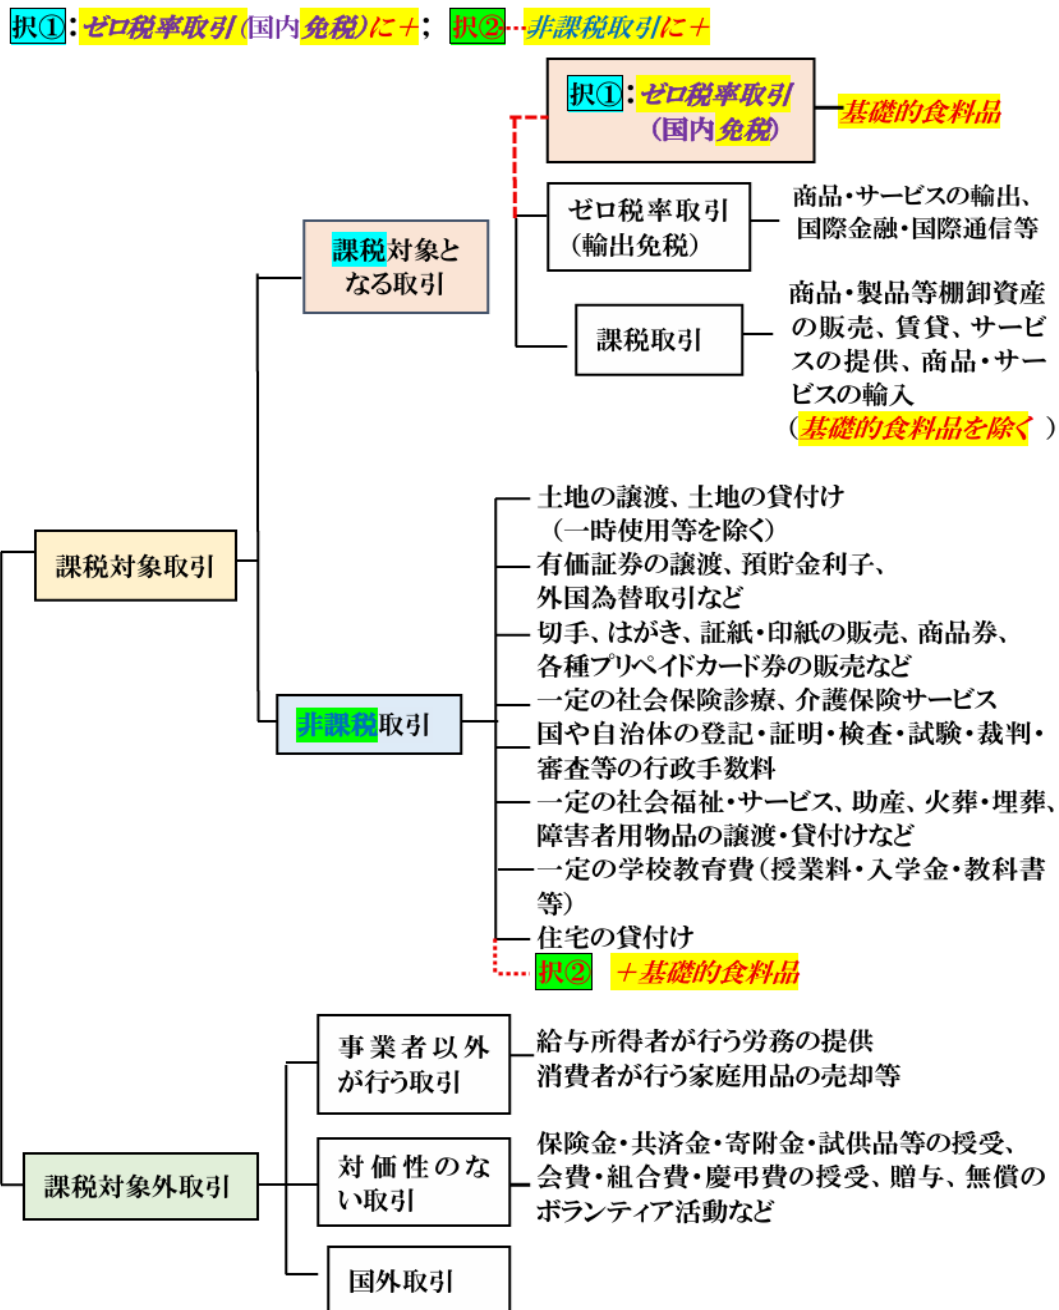 択①:ゼロ税率取引(国内免税)に+; 択②…非課税取引に+
択①:ゼロ税率取引
(国内免税)
基礎的食料品
ゼロ税率取引
(輸出免税)
商品・サービスの輸出、
国際金融・国際通信等
課税対象と
なる取引
課税取引
商品・製品等棚卸資産
の販売、賃貸、サービ
スの提供、商品・サー
ビスの輸入
(基礎的食料品を除く)
課税対象取引
非課税取引
土地の譲渡、土地の貸付け
(一時使用等を除く)
有価証券の譲渡、預貯金利子、
外国為替取引など
切手、はがき、証紙・印紙の販売、商品券、
各種プリペイドカード券の販売など
一定の社会保険診療、介護保険サービス
国や自治体の登記・証明・検査・試験・裁判・
審査等の行政手数料
一定の社会福祉・サービス、助産、火葬・埋葬、
障害者用物品の譲渡・貸付けなど
一定の学校教育費(授業料・入学金・教科書
等)
住宅の貸付け
択② +基礎的食料品
課税対象外取引
事業者以外
が行う取引
給与所得者が行う労務の提供
消費者が行う家庭用品の売却等
対価性のな
い取引
保険金・共済金・寄附金・試供品等の授受、
会費・組合費・慶弔費の授受、贈与、無償の
ボランティア活動など
国外取引